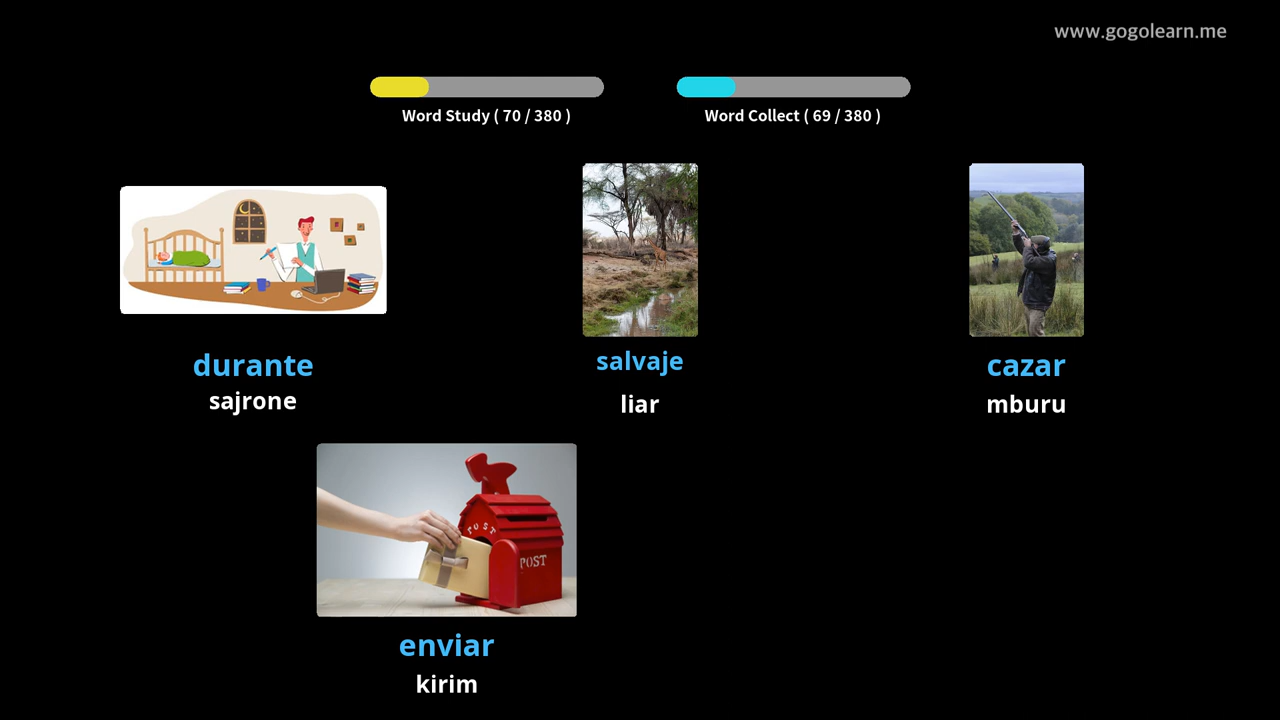 www.gogolearn.me
Word Study ( 70 / 380 )
Word Collect ( 69 / 380 )
durante
sajrone
salvaje
liar
cazar
mburu
POST
POST
enviar
kirim